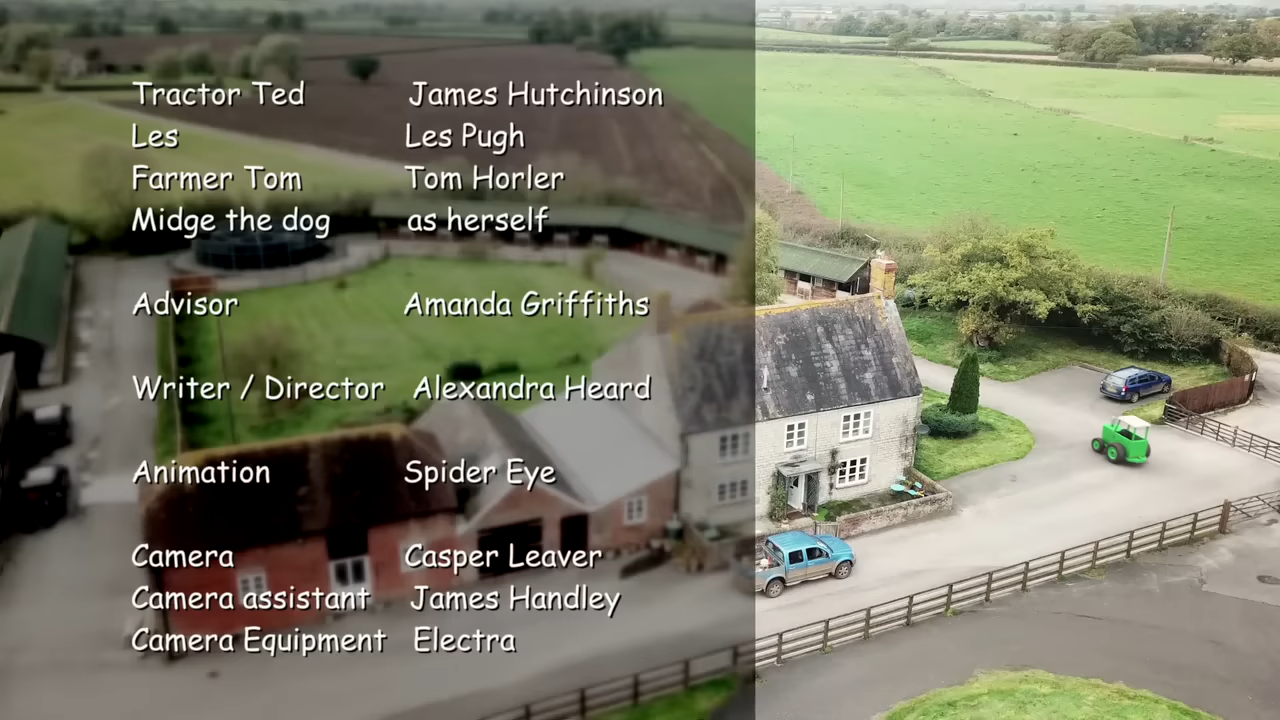 Tractor Ted James Hutchinson
Les Les Pugh
Farmer Tom Tom Horler
Midge the dog as herself
Advisor Amanda Griffiths
Writer / Director Alexandra Heard
Animation Spider Eye
Camera Casper Leaver
Camera assistant James Handley
Camera Equipment Electra